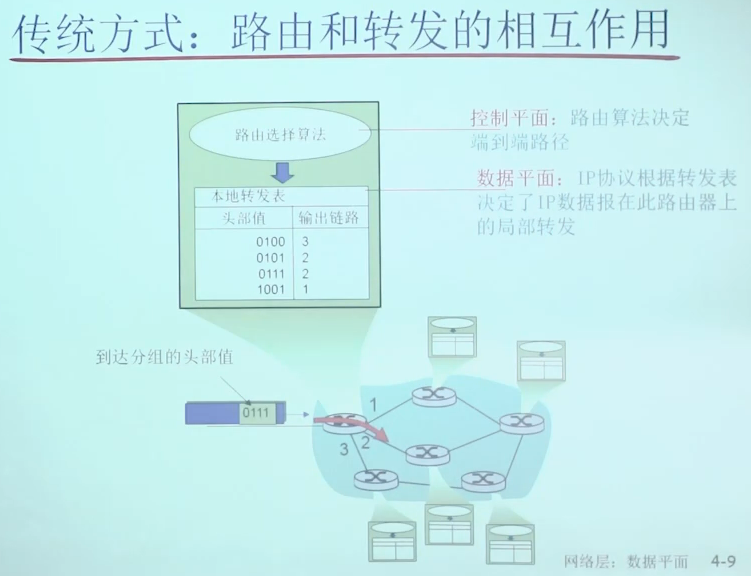 传统方式：路由和转发的相互作用
路由选择算法
控制平面：路由算法决定
端到端路径
数据平面：IP协议根据转发表
决定了IP数据报在此路由器上
的局部转发
本地转发表
头部值 输出链路
0100 3
0101 2
0111 2
1001 1
到达分组的头部值
0111
1
2
3
网络层：数据平面 4-9